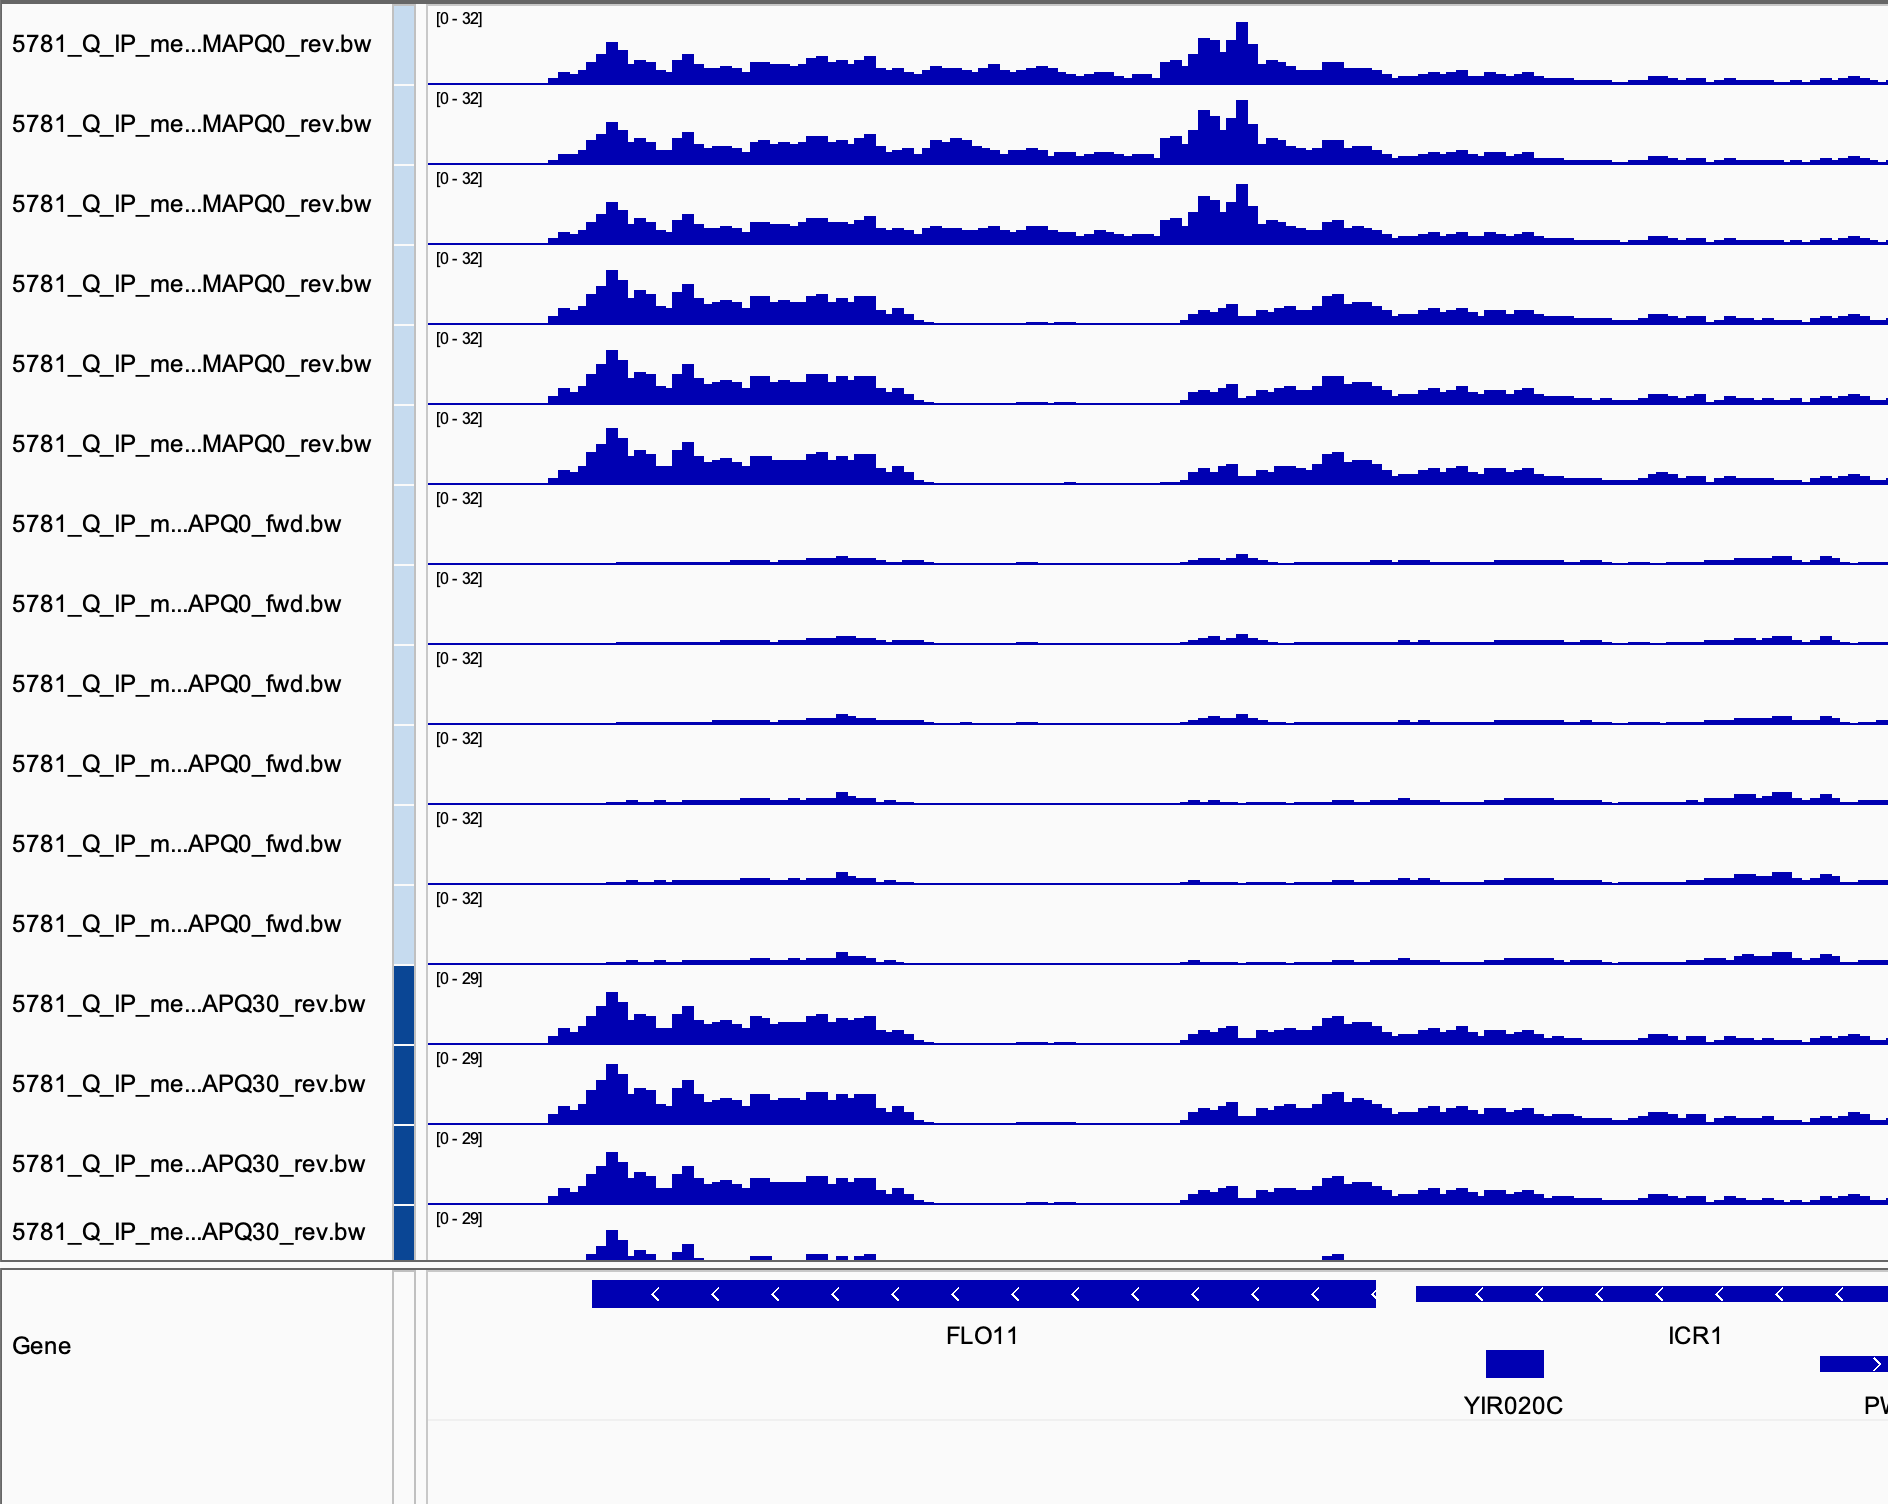 5781_Q_IP_me...MAPQ0_rev.bw
[0 - 32]
5781_Q_IP_me...MAPQ0_rev.bw
[0 - 32]
5781_Q_IP_me...MAPQ0_rev.bw
[0 - 32]
5781_Q_IP_me...MAPQ0_rev.bw
[0 - 32]
5781_Q_IP_me...MAPQ0_rev.bw
[0 - 32]
5781_Q_IP_me...MAPQ0_rev.bw
[0 - 32]
5781_Q_IP_m...APQ0_fwd.bw
[0 - 32]
5781_Q_IP_m...APQ0_fwd.bw
[0 - 32]
5781_Q_IP_m...APQ0_fwd.bw
[0 - 32]
5781_Q_IP_m...APQ0_fwd.bw
[0 - 32]
5781_Q_IP_m...APQ0_fwd.bw
[0 - 32]
5781_Q_IP_m...APQ0_fwd.bw
[0 - 32]
5781_Q_IP_me...APQ30_rev.bw
[0 - 29]
5781_Q_IP_me...APQ30_rev.bw
[0 - 29]
5781_Q_IP_me...APQ30_rev.bw
[0 - 29]
5781_Q_IP_me...APQ30_rev.bw
[0 - 29]
Gene
FLO11
ICR1
YIR020C